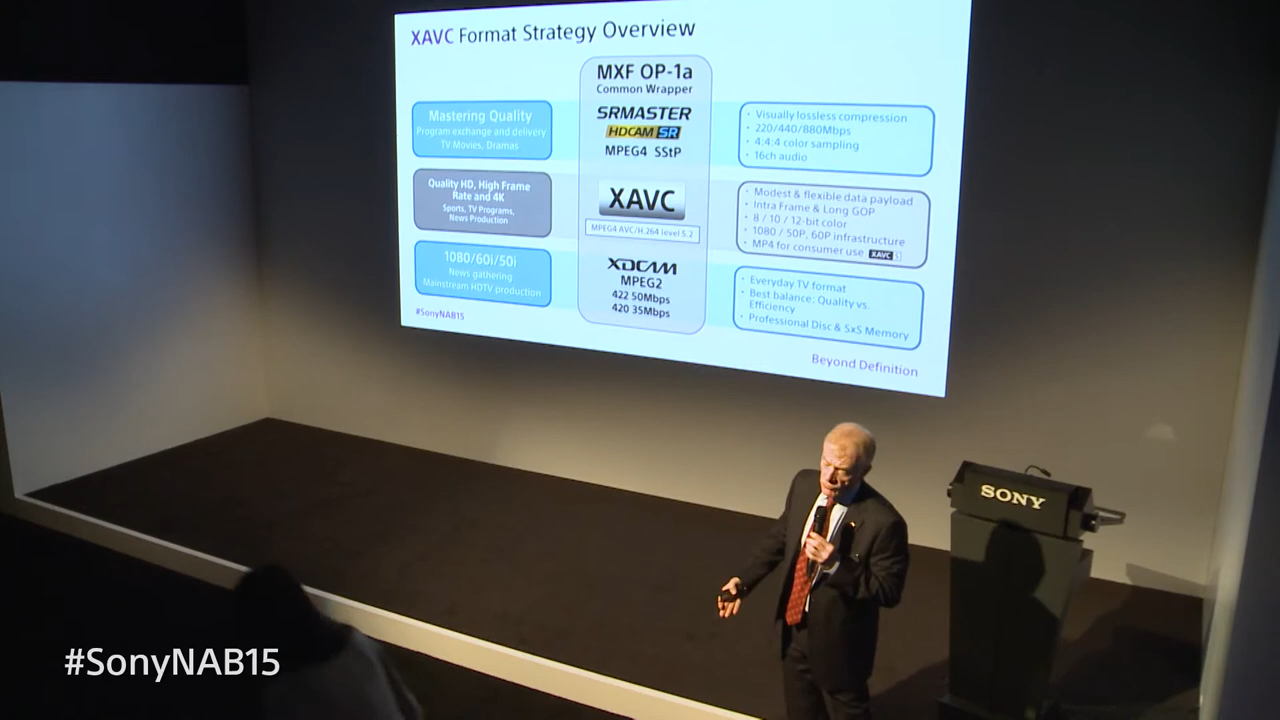 XAVC Format Strategy Overview
MXF OP-1a
Common Wrapper
Mastering Quality
Program exchange and delivery
TV Movies, Dramas
SRMASTER
HDCAM SR
MPEG4 SStP
· Visually lossless compression
· 220/440/880Mbps
· 4:4:4 color sampling
· 16ch audio
Quality HD, High Frame
Rate and 4K
Sports, TV Programs,
News Production
XAVC
MPEG4 AVC/H.264 level 5.2
· Modest & flexible data payload
· Intra Frame & Long GOP
· 8 / 10 / 12-bit color
· 1080 / 50P, 60P infrastructure
· MP4 for consumer use XAVC S
1080/60i/50i
News gathering
Mainstream HDTV production
XDCAM
MPEG2
422 50Mbps
420 35Mbps
· Everyday TV format
· Best balance: Quality vs.
Efficiency
· Professional Disc & SxS Memory
#SonyNAB15
Beyond Definition
SONY
#SonyNAB15